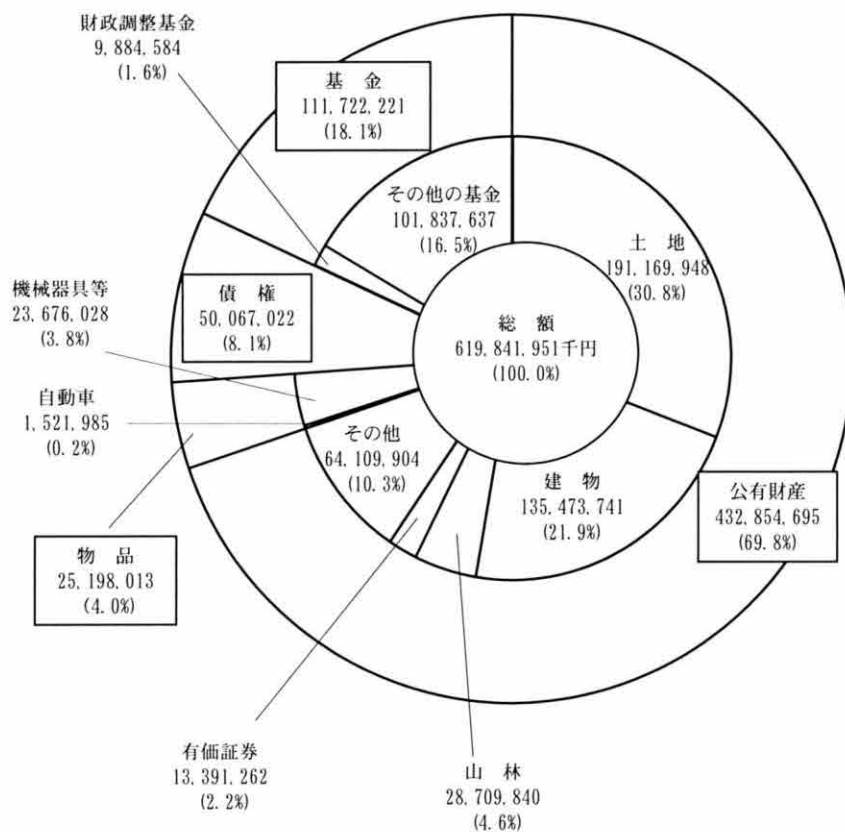 財政調整基金
9,884,584
(1.6%)
基 金
111,722,221
(18.1%)
その他の基金
101,837,637
(16.5%)
土 地
191,169,948
(30.8%)
機械器具等
23,676,028
(3.8%)
債 権
50,067,022
(8.1%)
総 額
619,841,951千円
(100.0%)
自動車
1,521,985
(0.2%)
その他
64,109,904
(10.3%)
建 物
135,473,741
(21.9%)
公有財産
432,854,695
(69.8%)
物 品
25,198,013
(4.0%)
有価証券
13,391,262
(2.2%)
山 林
28,709,840
(4.6%)